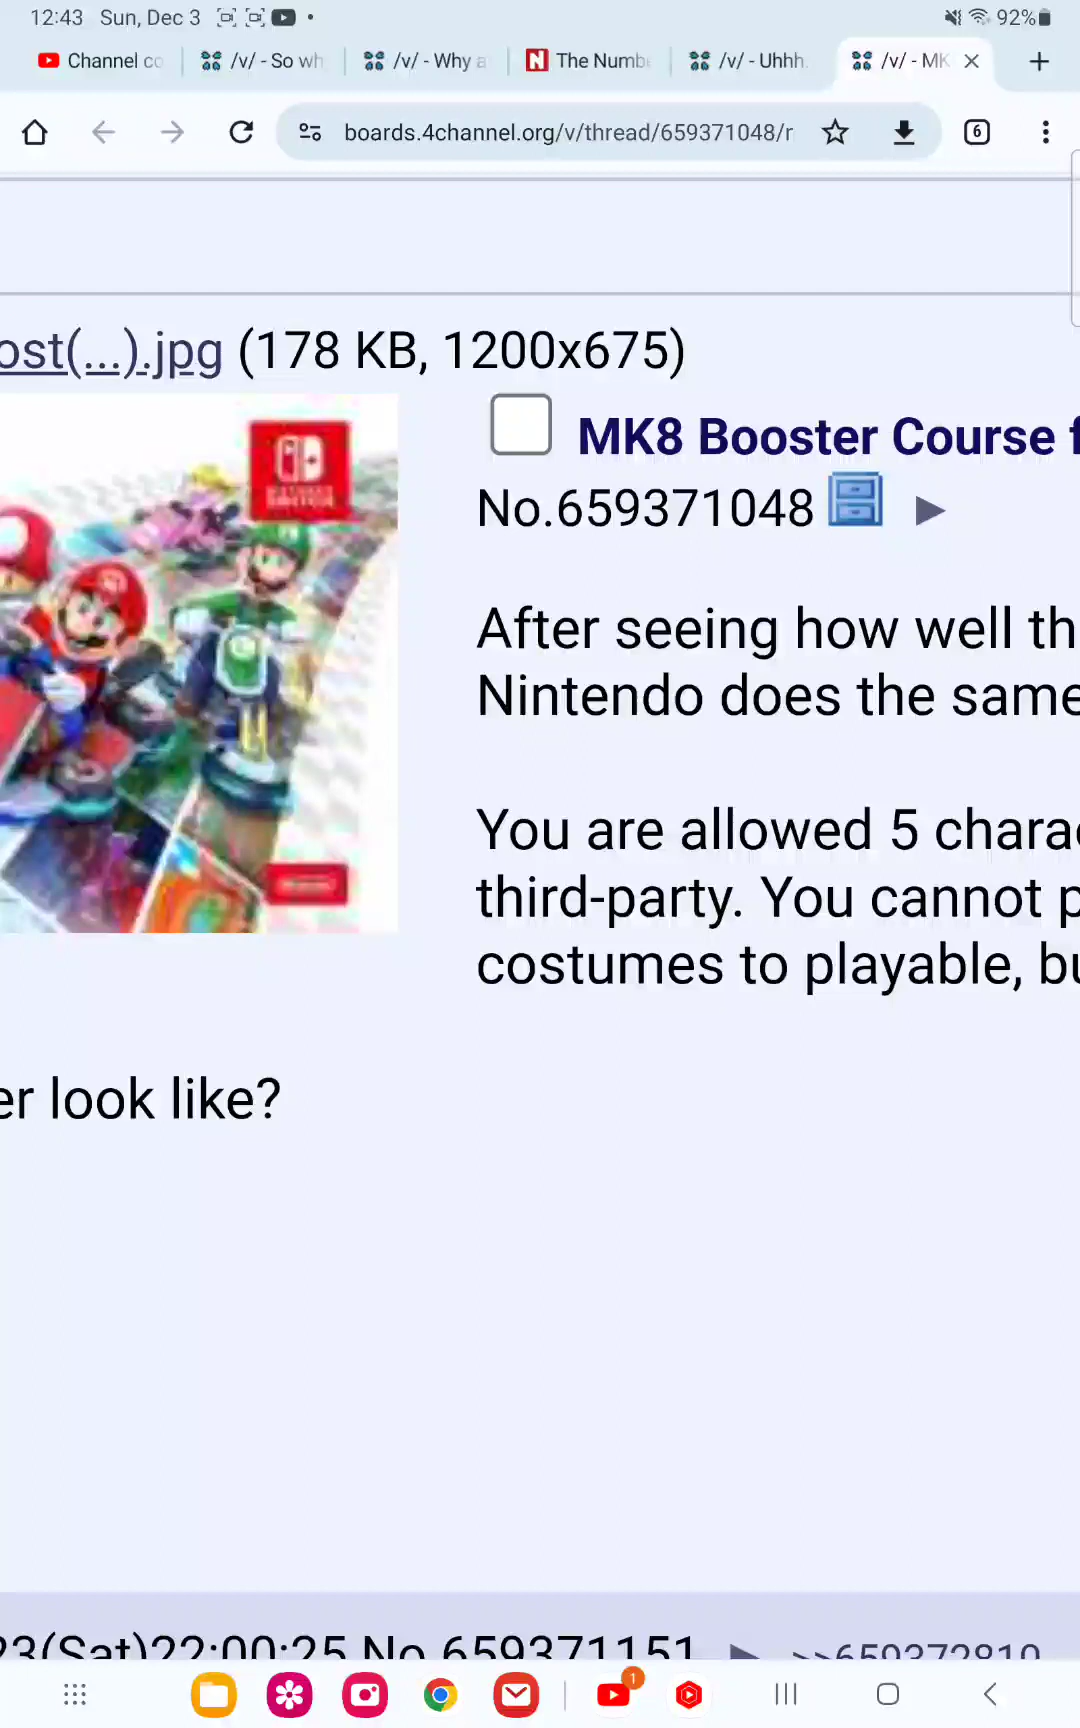 12:43 Sun, Dec 3
92%
Channel co
/v/ - So wh
/v/ - Why a
The Numb
/v/ - Uhhh.
/v/ - MK
boards.4channel.org/v/thread/659371048/r
6
ost(...).jpg (178 KB, 1200x675)
MK8 Booster Course f
No.659371048
After seeing how well th
Nintendo does the same
You are allowed 5 charac
third-party. You cannot p
costumes to playable, bu
er look like?
23(Sat)22:00:25 No.659371151 >>659372810
1